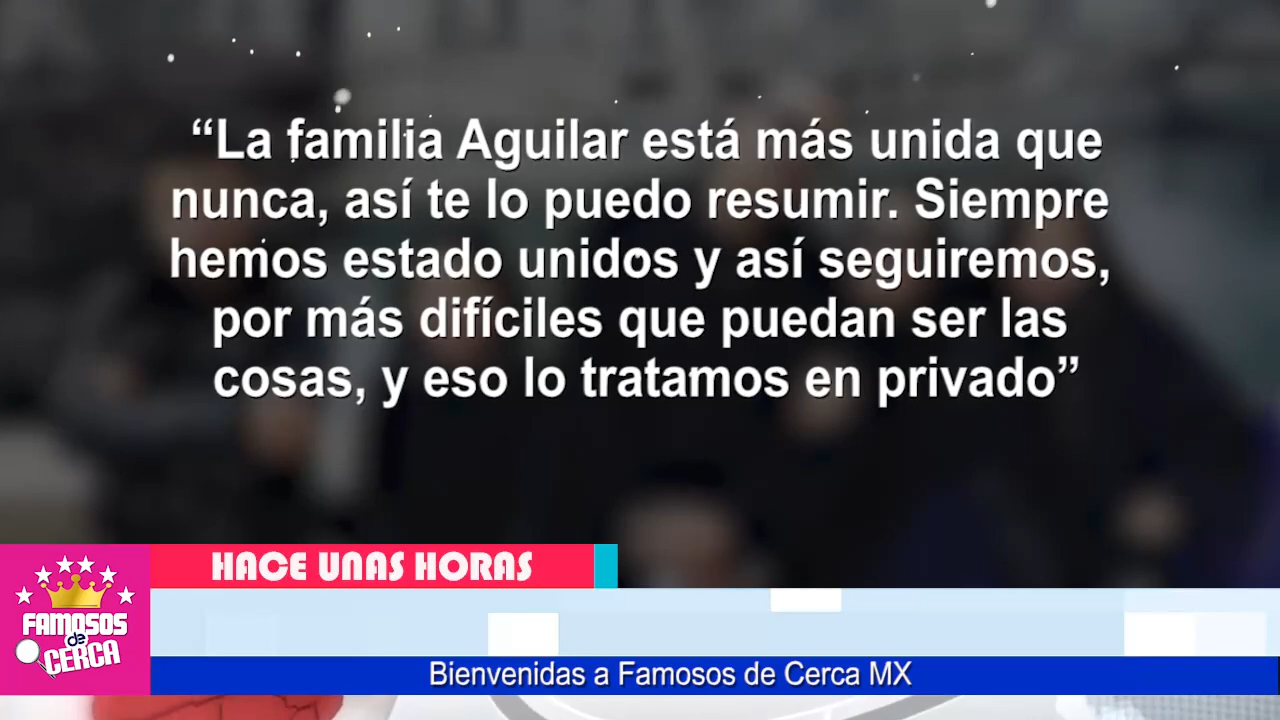 “La familia Aguilar está más unida que
nunca, así te lo puedo resumir. Siempre
hemos estado unidos y así seguiremos,
por más difíciles que puedan ser las
cosas, y eso lo tratamos en privado”
HACE UNAS HORAS
FAMOSOS
de
CERCA
Bienvenidas a Famosos de Cerca MX